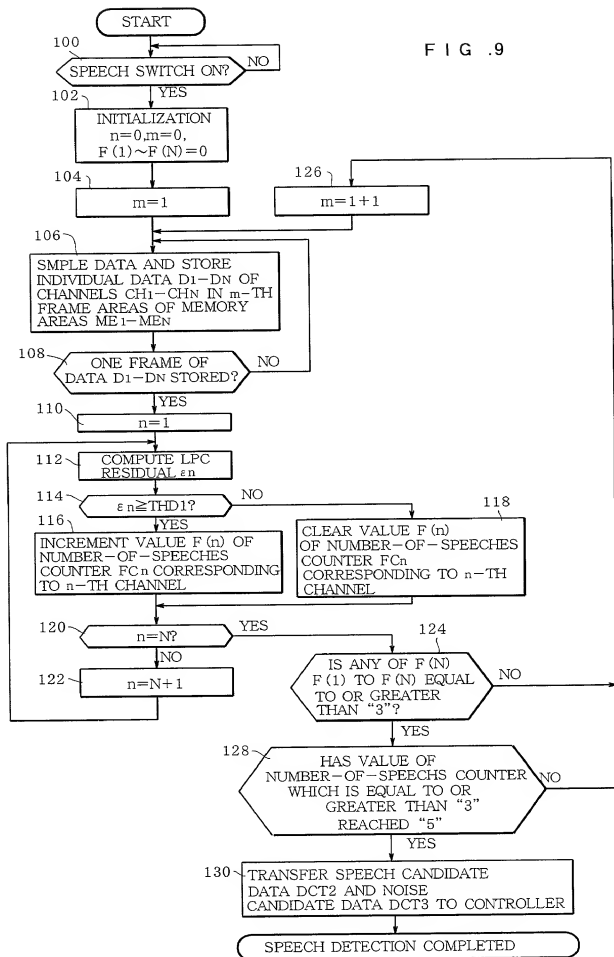 START
FIG.9
100
SPEECH SWITCH ON?
NO
YES
102
INITIALIZATION
n=0,m=0,
F(1)~F(N)=0
104
m=1
126
m=1+1
106
SMPLE DATA AND STORE
INDIVIDUAL DATA D1-DN OF
CHANNELS CH1-CHN IN m-TH
FRAME AREAS OF MEMORY
AREAS ME1-MEN
108
ONE FRAME OF
DATA D1-DN STORED?
NO
YES
110
n=1
112
COMPUTE LPC
RESIDUAL εn
114
εn≧THD1?
NO
YES
116
INCREMENT VALUE F(n) OF
NUMBER-OF-SPEECHES
COUNTER FCn CORRESPONDING
TO n-TH CHANNEL
118
CLEAR VALUE F(n)
OF NUMBER-OF-SPEECHES
COUNTER FCn
CORRESPONDING TO n-TH
CHANNEL
120
n=N?
YES
NO
122
n=N+1
124
IS ANY OF F(N)
F(1) TO F(N) EQUAL
TO OR GREATER
THAN “3”?
NO
YES
128
HAS VALUE OF
NUMBER-OF-SPEECHS COUNTER
WHICH IS EQUAL TO OR
GREATER THAN “3”
REACHED “5”
NO
YES
130
TRANSFER SPEECH CANDIDATE
DATA DCT2 AND NOISE
CANDIDATE DATA DCT3 TO CONTROLLER
SPEECH DETECTION COMPLETED